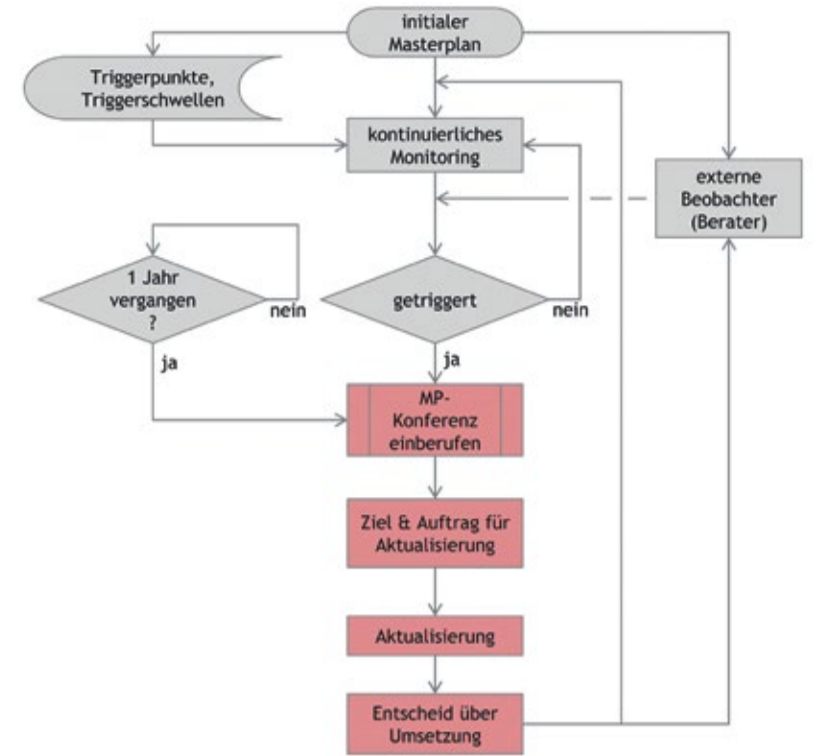 initialer
Masterplan
Triggerpunkte,
Triggerschwellen
kontinuierliches
Monitoring
externe
Beobachter
(Berater)
1 Jahr
vergangen
?
nein
ja
getriggert
nein
ja
MP-
Konferenz
einberufen
Ziel & Auftrag für
Aktualisierung
Aktualisierung
Entscheid über
Umsetzung